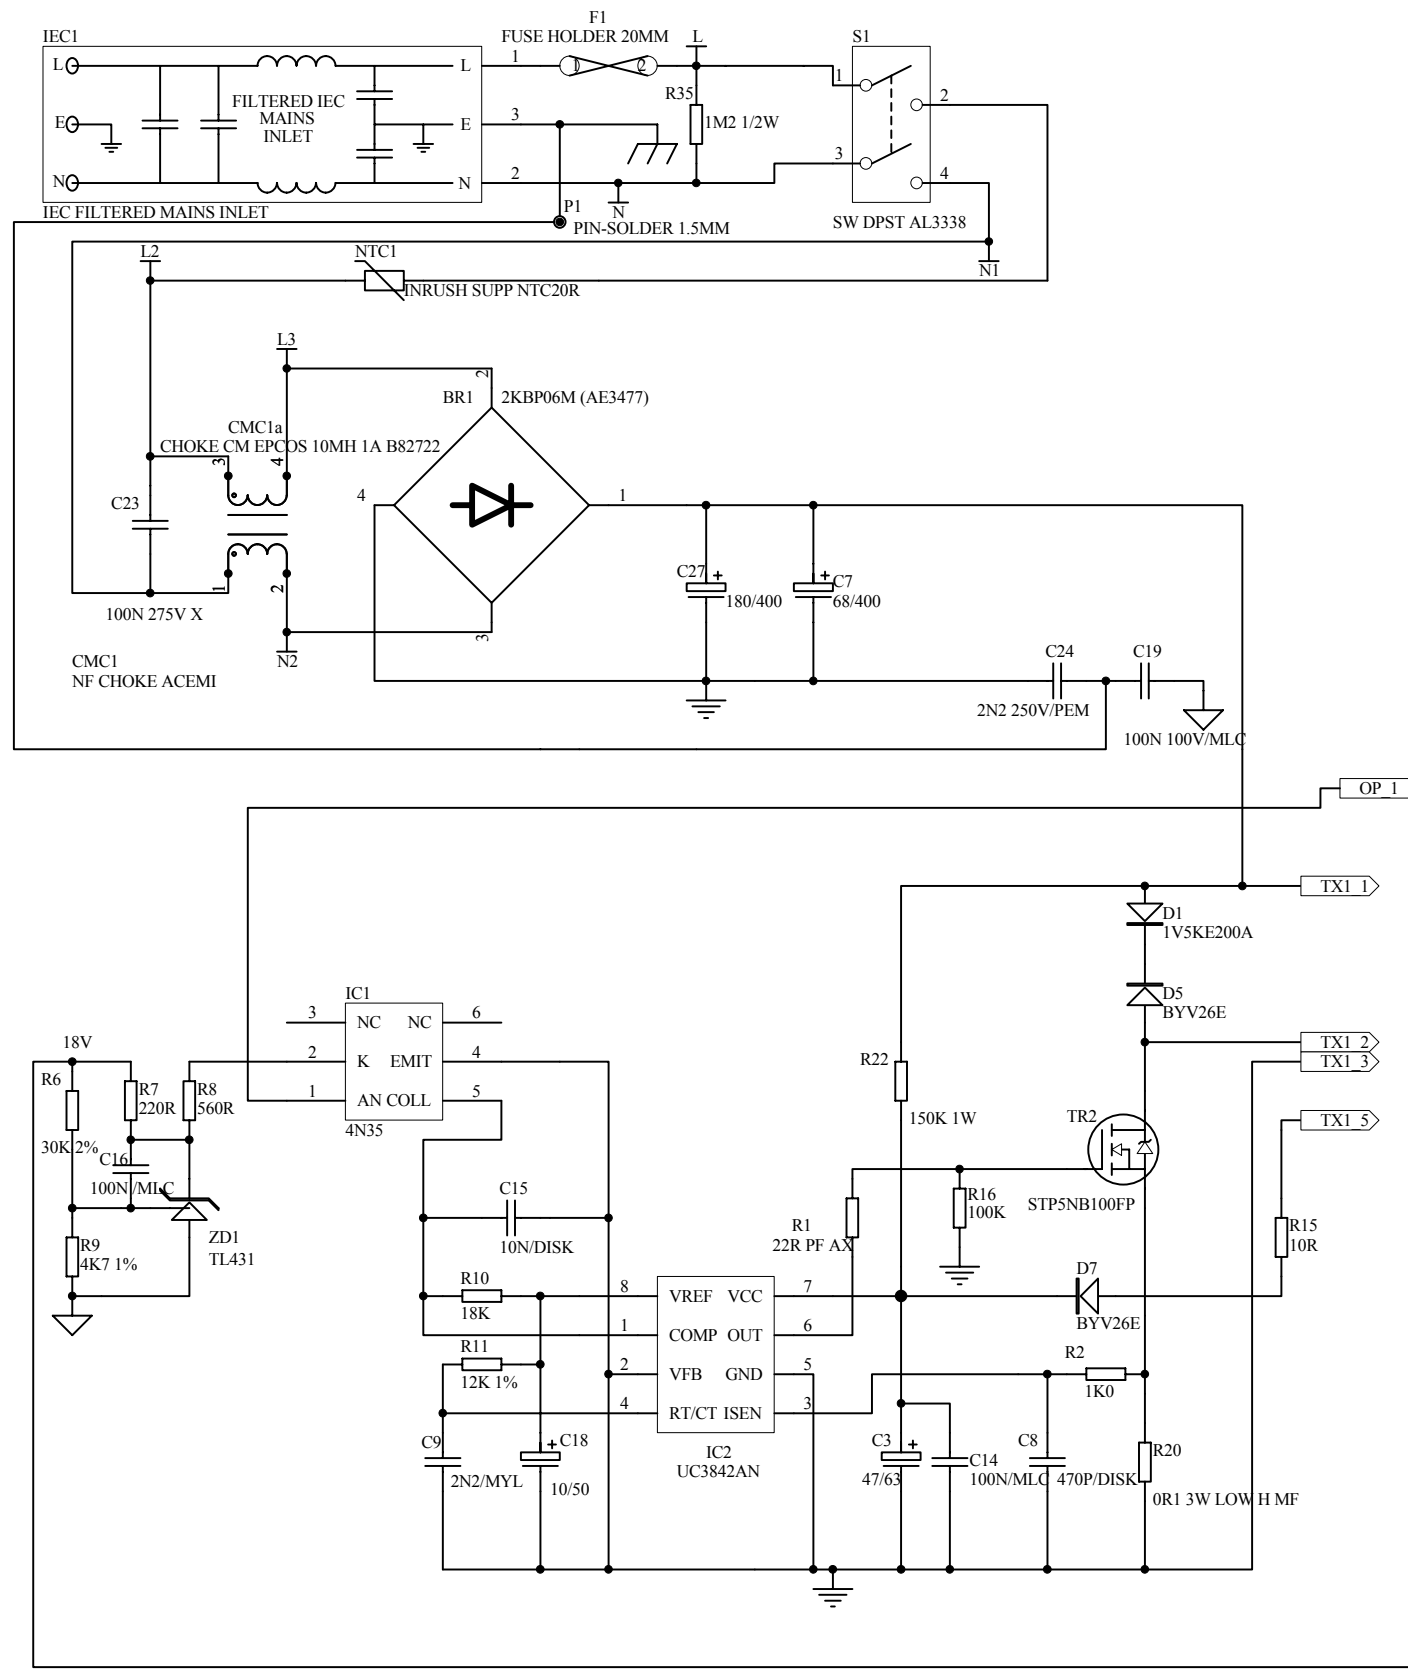 IEC1
L
E
N
FILTERED IEC
MAINS
INLET
L
E
N
IEC FILTERED MAINS INLET
1
3
2
F1
FUSE HOLDER 20MM
1
2
L
R35
1M2 1/2W
N
P1
PIN-SOLDER 1.5MM
S1
1
2
3
4
SW DPST AL3338
N1
L2
NTC1
INRUSH SUPP NTC20R
L3
2
BR1
2KBP06M (AE3477)
CMC1a
CHOKE CM EPCOS 10MH 1A B82722
3
4
4
1
C23
1
2
100N 275V X
3
N2
CMC1
NF CHOKE ACEMI
C27
+
180/400
+
C7
68/400
C24
2N2 250V/PEM
C19
100N 100V/MLC
OP_1
TX1_1
D1
1V5KE200A
D5
BYV26E
TX1_2
TX1_3
TX1_5
IC1
3
NC
NC
6
2
K
EMIT
4
1
AN
COLL
5
4N35
18V
R6
30K 2%
R7
220R
R8
560R
C16
100N/MLC
R9
4K7 1%
ZD1
TL431
R22
150K 1W
TR2
STP5NB100FP
R16
100K
R1
22R PF AX
R15
10R
C15
10N/DISK
D7
BYV26E
R10
18K
R11
12K 1%
8
VREF
VCC
7
1
COMP
OUT
6
2
VFB
GND
5
4
RT/CT
ISEN
3
IC2
UC3842AN
R2
1K0
C9
2N2/MYL
+
C18
10/50
C3
+
47/63
C14
100N/MLC
C8
470P/DISK
R20
0R1 3W LOW H MF